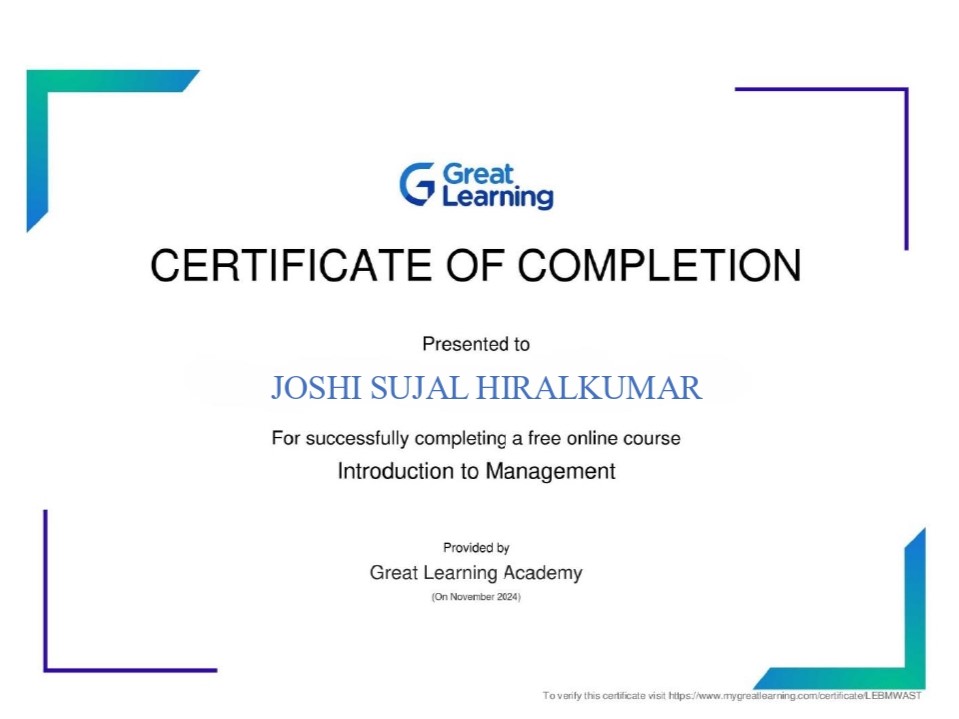 Great
Learning
CERTIFICATE OF COMPLETION
Presented to
JOSHI SUJAL HIRALKUMAR
For successfully completing a free online course
Introduction to Management
Provided by
Great Learning Academy
(On November 2024)
To verify this certificate visit https://www.mygreatlearning.com/certificate/LEBMWAST